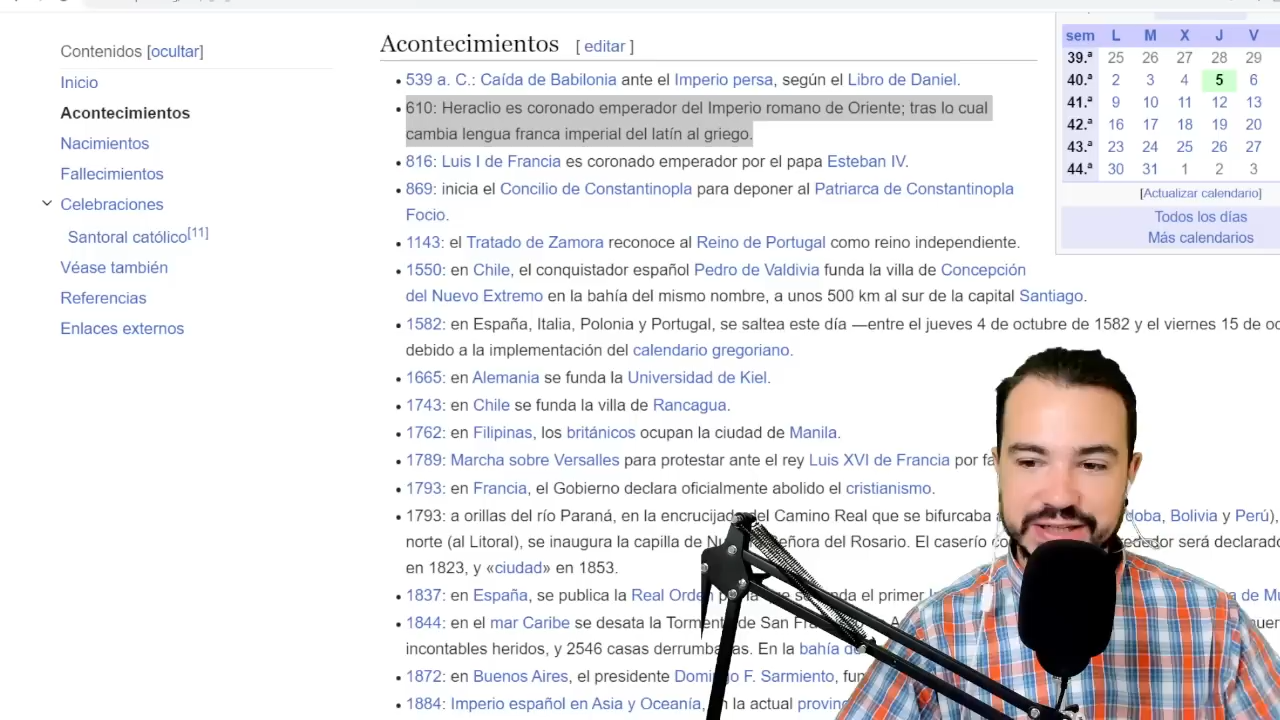 Contenidos [ocultar]
Inicio
Acontecimientos
Nacimientos
Fallecimientos
Celebraciones
Santoral católico[11]
Véase también
Referencias
Enlaces externos
Acontecimientos [ editar ]
539 a. C.: Caída de Babilonia ante el Imperio persa, según el Libro de Daniel.
610: Heraclio es coronado emperador del Imperio romano de Oriente; tras lo cual
cambia lengua franca imperial del latín al griego.
816: Luis I de Francia es coronado emperador por el papa Esteban IV.
869: inicia el Concilio de Constantinopla para deponer al Patriarca de Constantinopla
Focio.
1143: el Tratado de Zamora reconoce al Reino de Portugal como reino independiente.
1550: en Chile, el conquistador español Pedro de Valdivia funda la villa de Concepción
del Nuevo Extremo en la bahía del mismo nombre, a unos 500 km al sur de la capital Santiago.
1582: en España, Italia, Polonia y Portugal, se saltea este día —entre el jueves 4 de octubre de 1582 y el viernes 15 de oc
debido a la implementación del calendario gregoriano.
1665: en Alemania se funda la Universidad de Kiel.
1743: en Chile se funda la villa de Rancagua.
1762: en Filipinas, los británicos ocupan la ciudad de Manila.
1789: Marcha sobre Versalles para protestar ante el rey Luis XVI de Francia por
1793: en Francia, el Gobierno declara oficialmente abolido el cristianismo.
1793: a orillas del río Paraná, en la encrucijada del Camino Real que se bifurcaba doba, Bolivia y Perú),
norte (al Litoral), se inaugura la capilla de Señora del Rosario. El caserío será declarado
en 1823, y «ciudad» en 1853.
1837: en España, se publica la Real Orden el primer de Mu
1844: en el mar Caribe se desata la Tormenta de San
incontables heridos, y 2546 casas derrumbadas. En la bahía
1872: en Buenos Aires, el presidente Domingo F. Sarmiento,
1884: Imperio español en Asia y Oceanía, en la actual
sem L M X J V
39.ª 25 26 27 28 29
40.ª 2 3 4 5 6
41.ª 9 10 11 12 13
42.ª 16 17 18 19 20
43.ª 23 24 25 26 27
44.ª 30 31 1 2 3
[Actualizar calendario]
Todos los días
Más calendarios